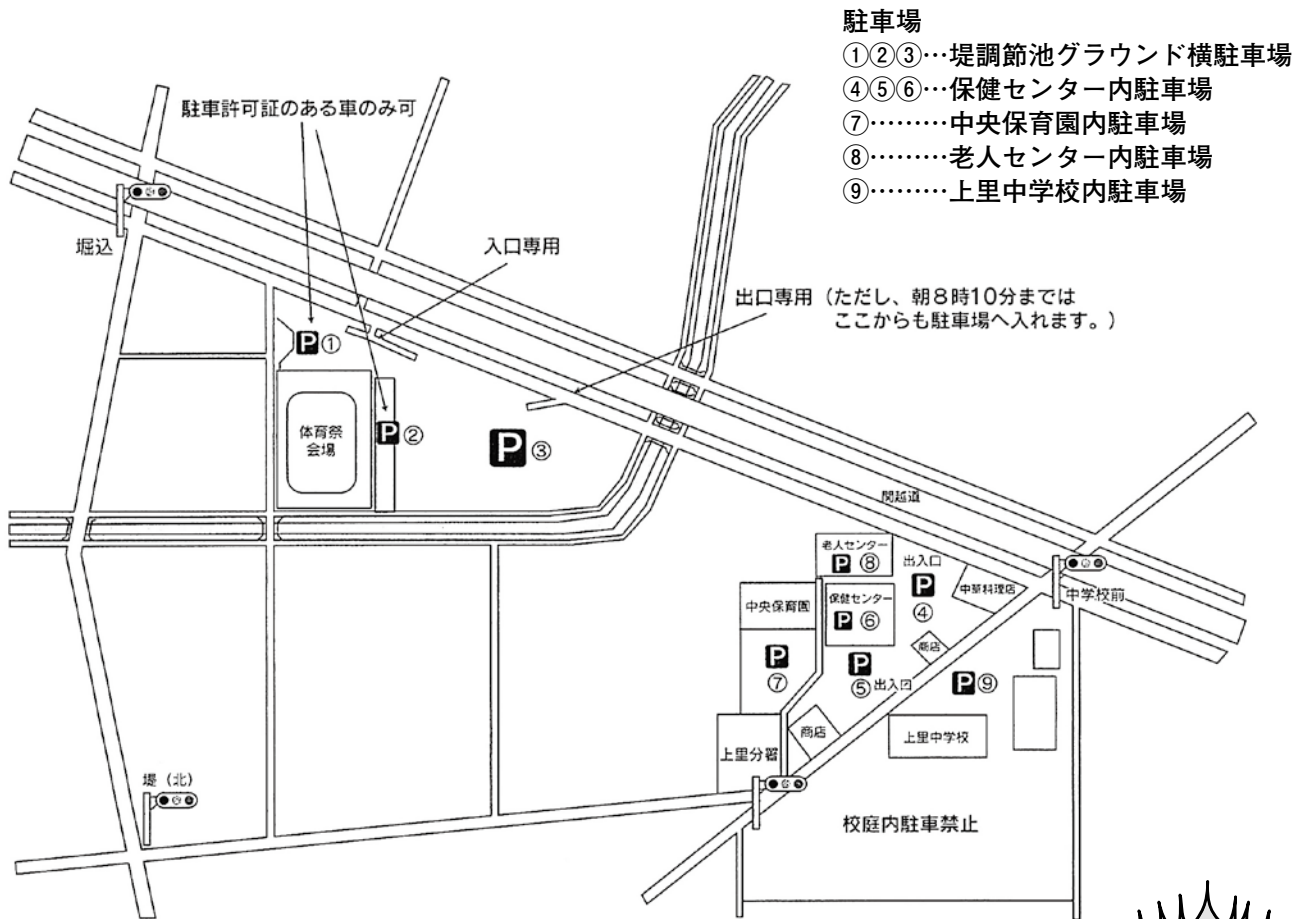 駐車場
①②③…堤調節池グラウンド横駐車場
④⑤⑥…保健センター内駐車場
⑦………中央保育園内駐車場
⑧………老人センター内駐車場
⑨………上里中学校内駐車場
駐車許可証のある車のみ可
堀込
入口専用
出口専用（ただし、朝8時10分までは
ここからも駐車場へ入れます。）
P ①
体育祭
会場
P ②
P ③
関越道
老人センター
P ⑧
出入口
P
④
中華料理店
中学校前
中央保育園
保健センター
P ⑥
商店
P
⑦
P
⑤ 出入口
P ⑨
上里分署
商店
上里中学校
堤（北）
校庭内駐車禁止